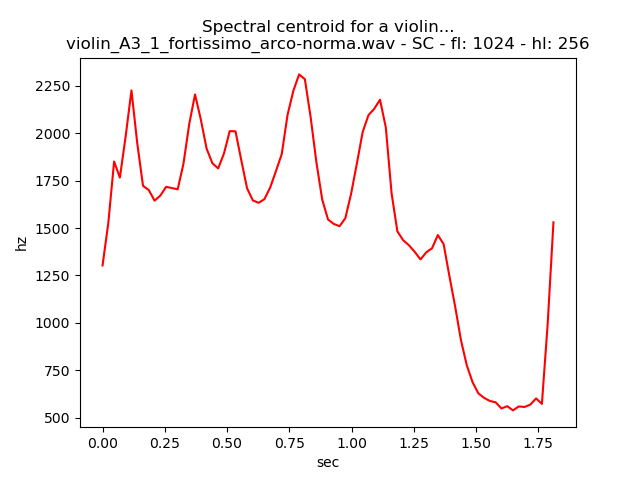 Spectral centroid for a violin...
violin_A3_1_fortissimo_arco-norma.wav - SC - fl: 1024 - hl: 256
2250
2000
1750
1500
1250
1000
750
500
hz
0.00 0.25 0.50 0.75 1.00 1.25 1.50 1.75
sec